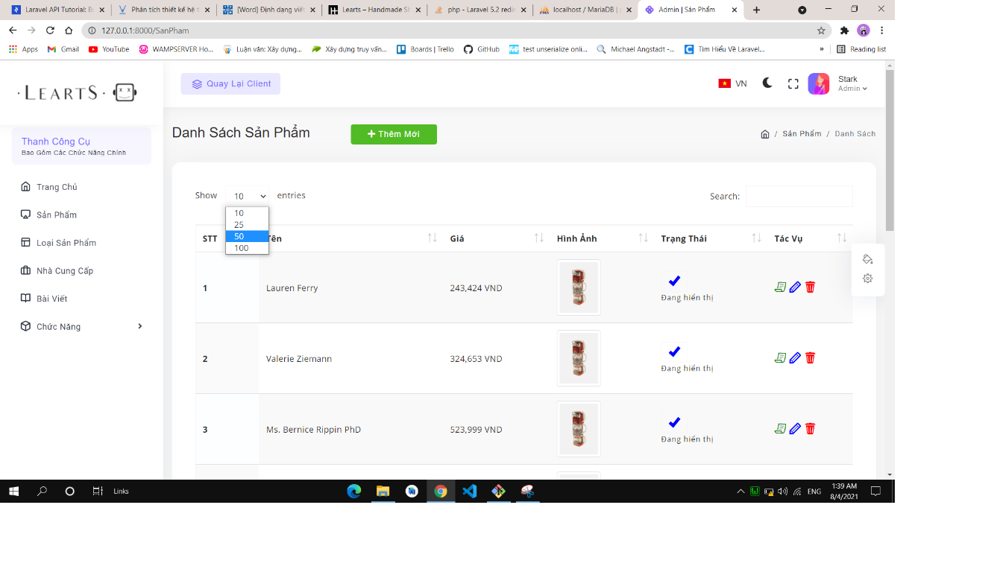 Laravel API Tutorial: Bu
Phân tích thiết kế hệ t
[Word] Định dạng viết
Learts – Handmade Sh
php - Laravel 5.2 redir
localhost / MariaDB | p
Admin | Sản Phẩm
127.0.0.1:8000/SanPham
Apps
Gmail
YouTube
WAMPSERVER Ho...
Luận văn: Xây dựng...
Xây dựng truy vấn...
Boards | Trello
GitHub
test unserialize onli...
Michael Angstadt -...
Tìm Hiểu Về Laravel...
»
Reading list
·LEARTS·
Quay Lại Client
VN
Stark
Admin
Thanh Công Cụ
Bao Gồm Các Chức Năng Chính
Trang Chủ
Sản Phẩm
Loại Sản Phẩm
Nhà Cung Cấp
Bài Viết
Chức Năng
Danh Sách Sản Phẩm
Thêm Mới
/ Sản Phẩm / Danh Sách
Show 10 entries
Search:
10
25
50
100
STT Tên Giá Hình Ảnh Trạng Thái Tác Vụ
1 Lauren Ferry 243,424 VND Đang hiển thị
2 Valerie Ziemann 324,653 VND Đang hiển thị
3 Ms. Bernice Rippin PhD 523,999 VND Đang hiển thị
Links
ENG
1:39 AM
8/4/2021